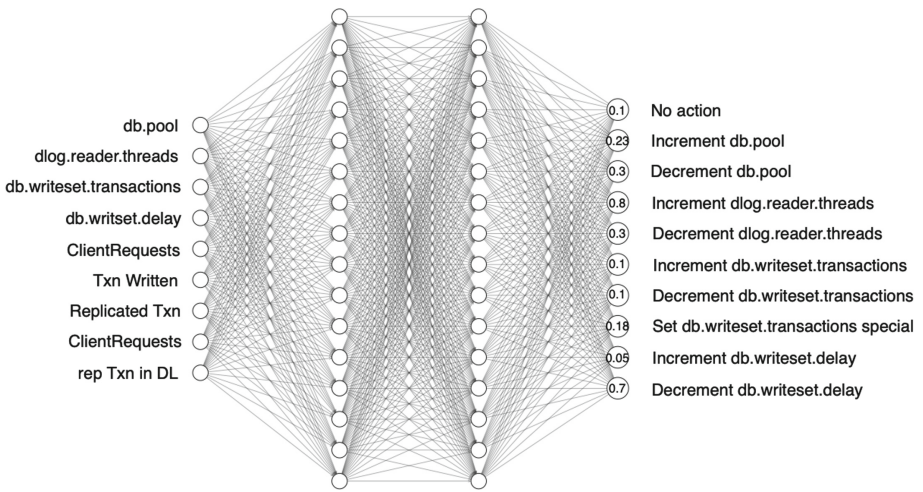 db.pool
dlog.reader.threads
db.writeset.transactions
db.writset.delay
ClientRequests
Txn Written
Replicated Txn
ClientRequests
rep Txn in DL
0.1 No action
0.23 Increment db.pool
0.3 Decrement db.pool
0.8 Increment dlog.reader.threads
0.3 Decrement dlog.reader.threads
0.1 Increment db.writeset.transactions
0.1 Decrement db.writeset.transactions
0.18 Set db.writeset.transactions special
0.05 Increment db.writeset.delay
0.7 Decrement db.writeset.delay